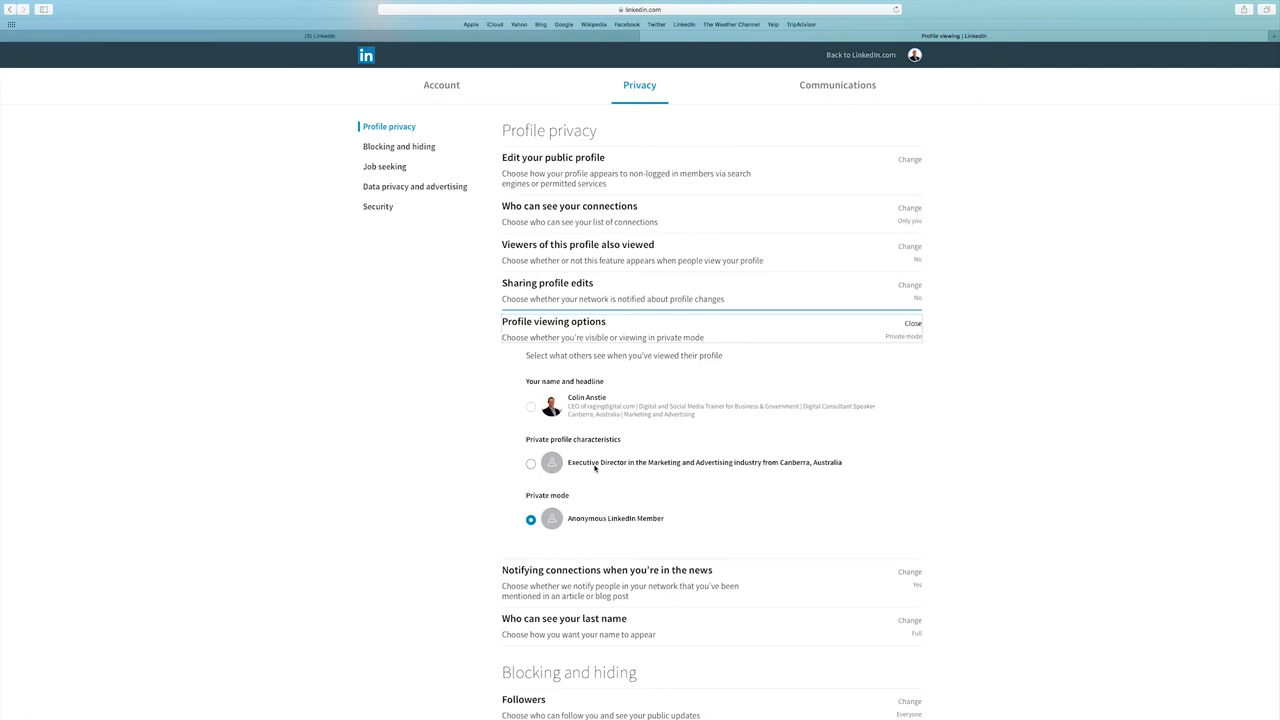 linkedin.com
Apple iCloud Yahoo Bing Google Wikipedia Facebook Twitter LinkedIn The Weather Channel Yelp TripAdvisor
(3) LinkedIn
Profile viewing | LinkedIn
in
Back to LinkedIn.com
Account Privacy Communications
Profile privacy
Blocking and hiding
Job seeking
Data privacy and advertising
Security
Profile privacy
Edit your public profile
Change
Choose how your profile appears to non-logged in members via search
engines or permitted services
Who can see your connections
Change
Choose who can see your list of connections
Only you
Viewers of this profile also viewed
Change
Choose whether or not this feature appears when people view your profile
No
Sharing profile edits
Change
Choose whether your network is notified about profile changes
No
Profile viewing options
Close
Choose whether you're visible or viewing in private mode
Private mode
Select what others see when you've viewed their profile
Your name and headline
Colin Anstie
CEO of ragingdigital.com | Digital and Social Media Trainer for Business & Government | Digital Consultant Speaker
Canberra, Australia | Marketing and Advertising
Private profile characteristics
Executive Director in the Marketing and Advertising industry from Canberra, Australia
Private mode
Anonymous LinkedIn Member
Notifying connections when you're in the news
Change
Choose whether we notify people in your network that you've been
mentioned in an article or blog post
Yes
Who can see your last name
Change
Choose how you want your name to appear
Full
Blocking and hiding
Followers
Change
Choose who can follow you and see your public updates
Everyone